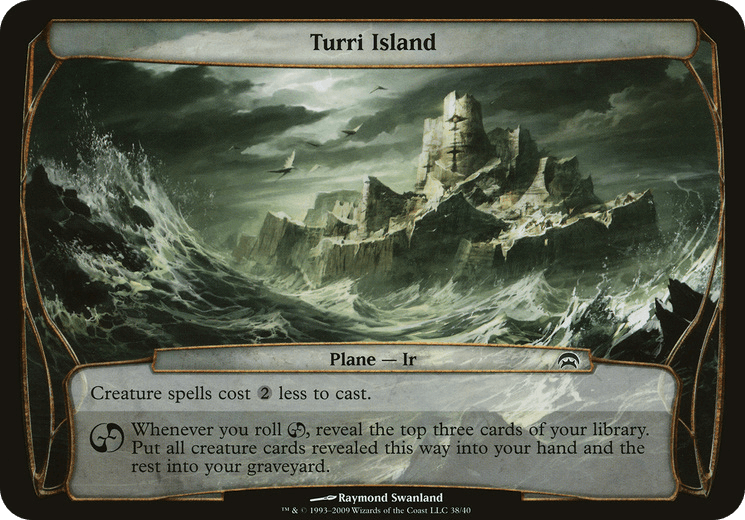 Turri Island
Plane — Ir
Creature spells cost 2 less to cast.
Whenever you roll , reveal the top three cards of your library.
Put all creature cards revealed this way into your hand and the
rest into your graveyard.
Raymond Swanland
™ & © 1993–2009 Wizards of the Coast LLC 38/40